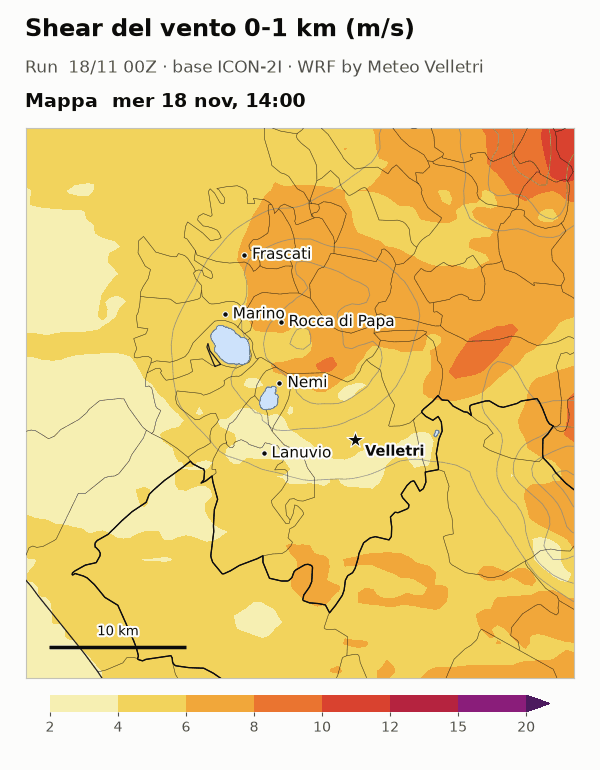 Shear del vento 0-1 km (m/s)
Run  18/11 00Z · base ICON-2I · WRF by Meteo Velletri
Mappa  mer 18 nov, 14:00
Frascati
Marino
Rocca di Papa
Nemi
Velletri
Lanuvio
10 km
2 4 6 8 10 12 15 20